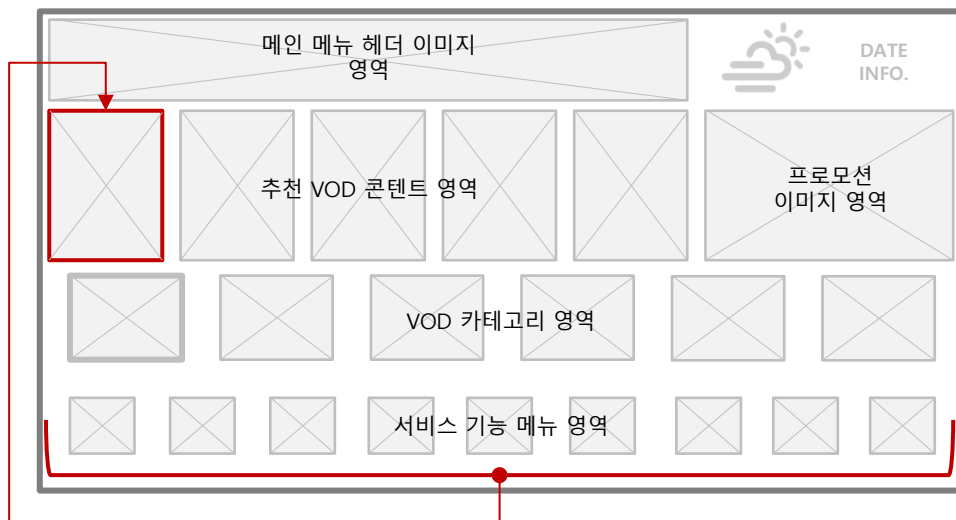 메인 메뉴 헤더 이미지
영역
DATE
INFO.
추천 VOD 콘텐트 영역
프로모션
이미지 영역
VOD 카테고리 영역
서비스 기능 메뉴 영역